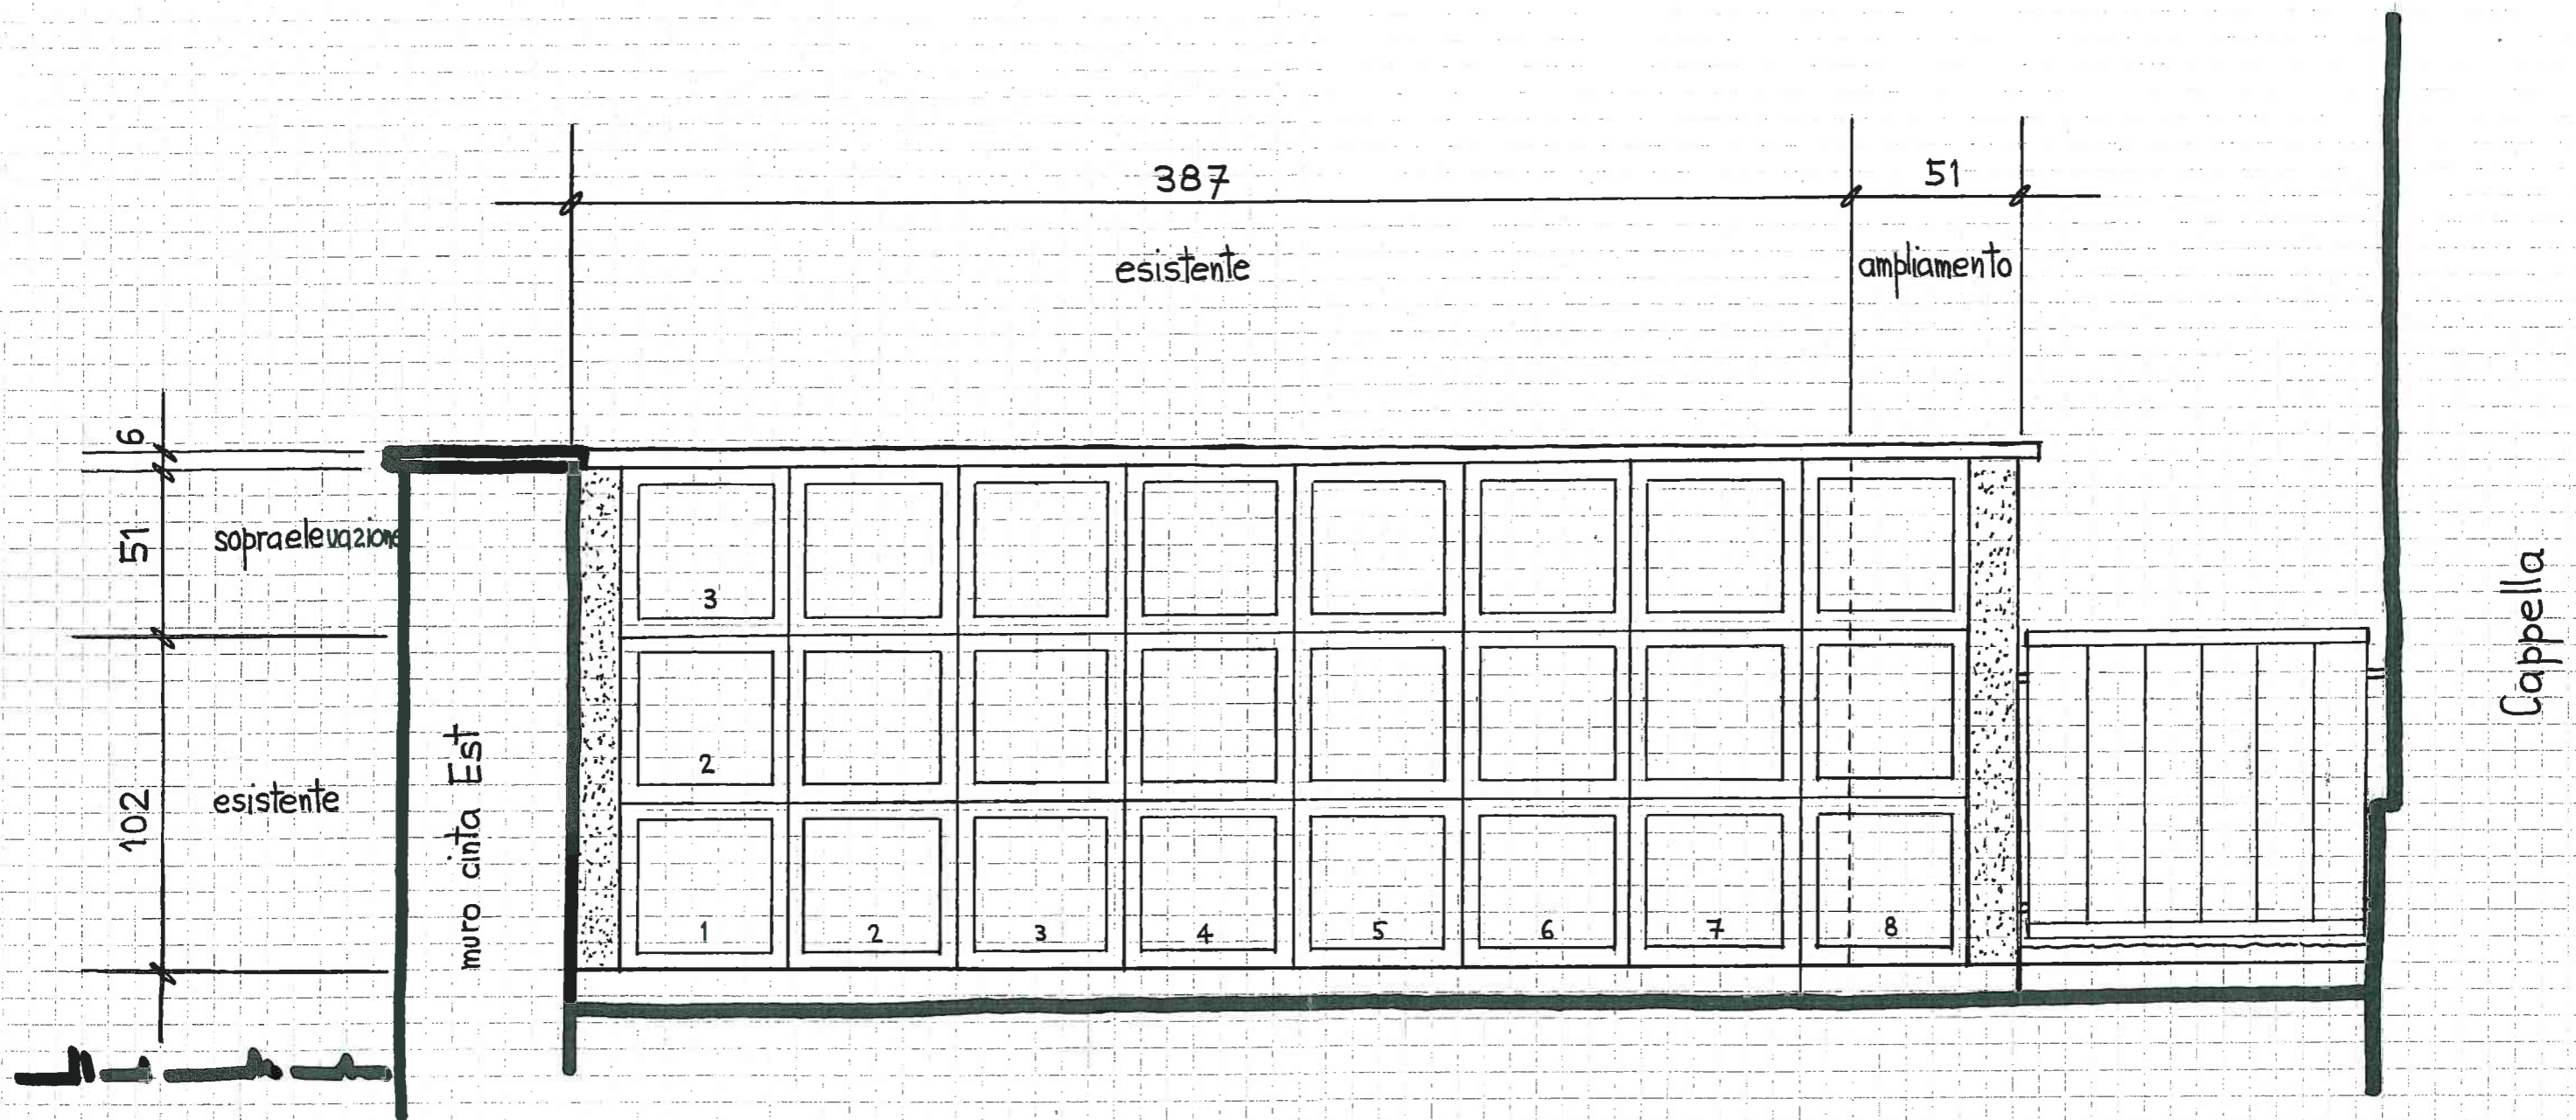 387
51
esistente
ampliamento
6
51
sopraelevazione
102
esistente
muro cinta Est
Cappella
3
2
1 2 3 4 5 6 7 8